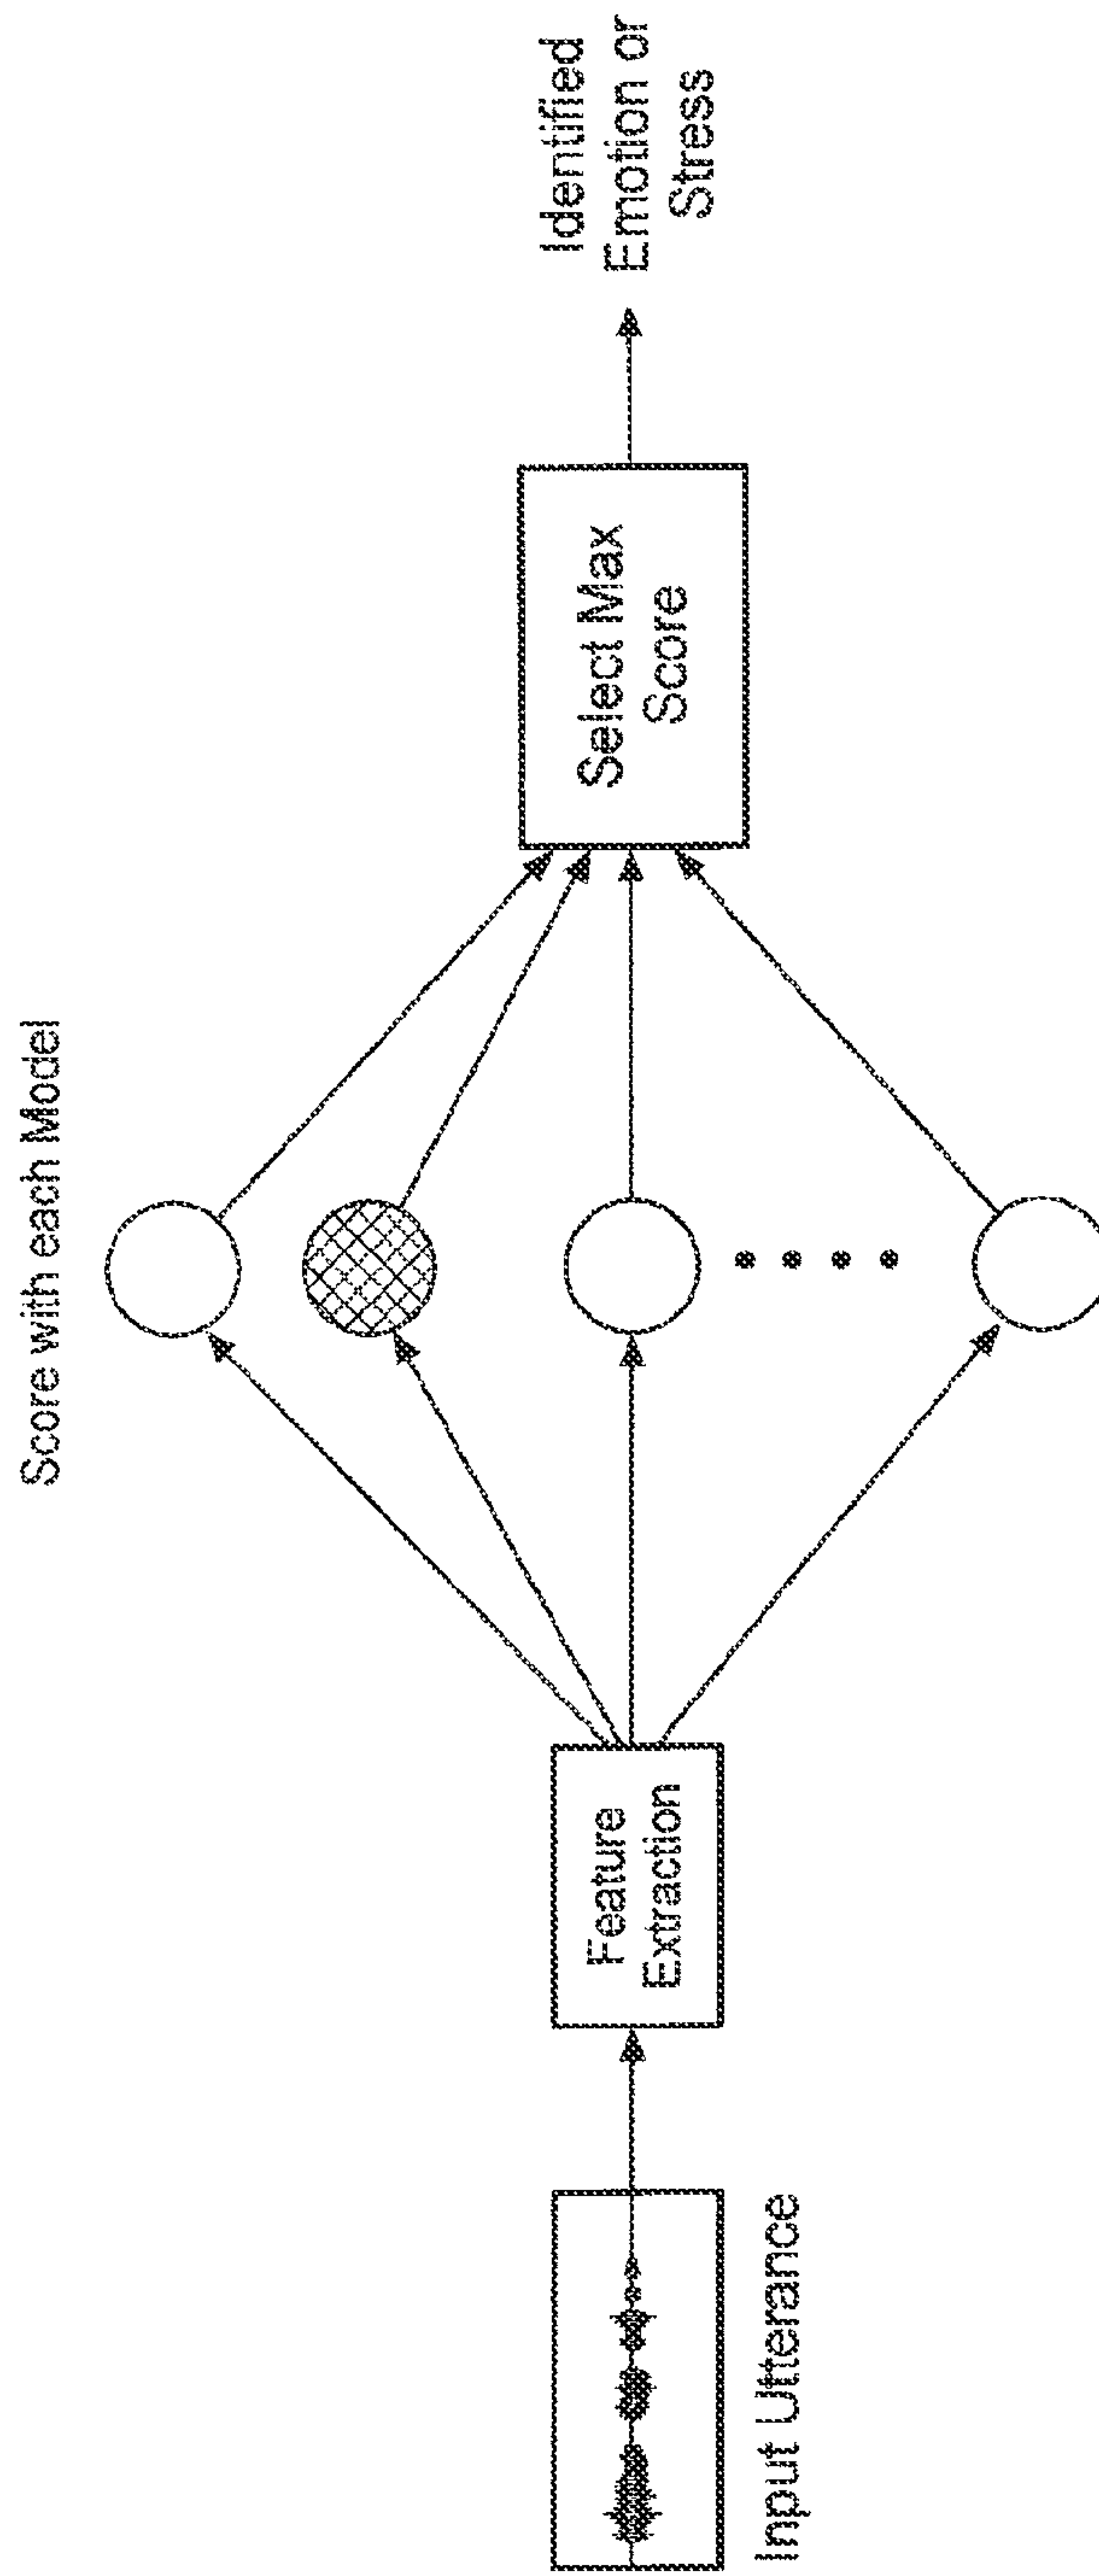 Score with each Model
Input Utterance
Feature
Extraction
Select Max
Score
Identified
Emotion or
Stress